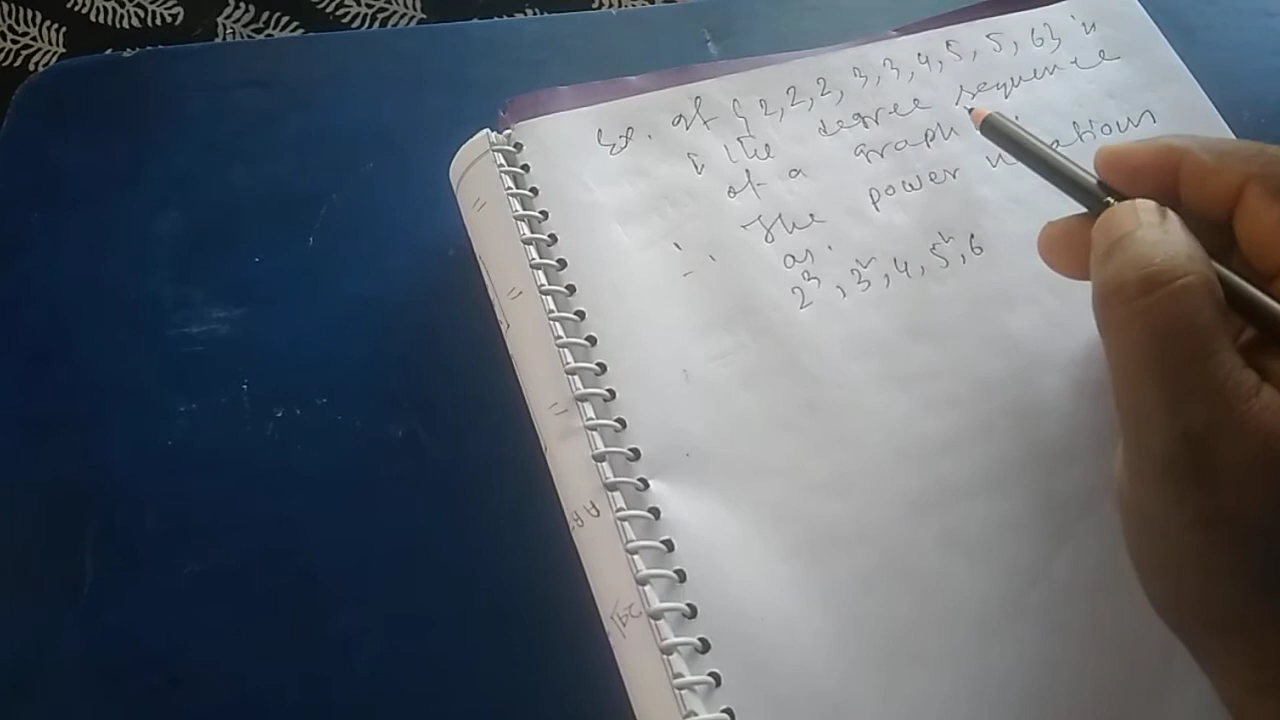 Ex. If {2, 2, 2, 3, 3, 4, 5, 5, 6} is
the degree sequence
of a graph
∴ The power notations
as:
2³, 3², 4, 5², 6